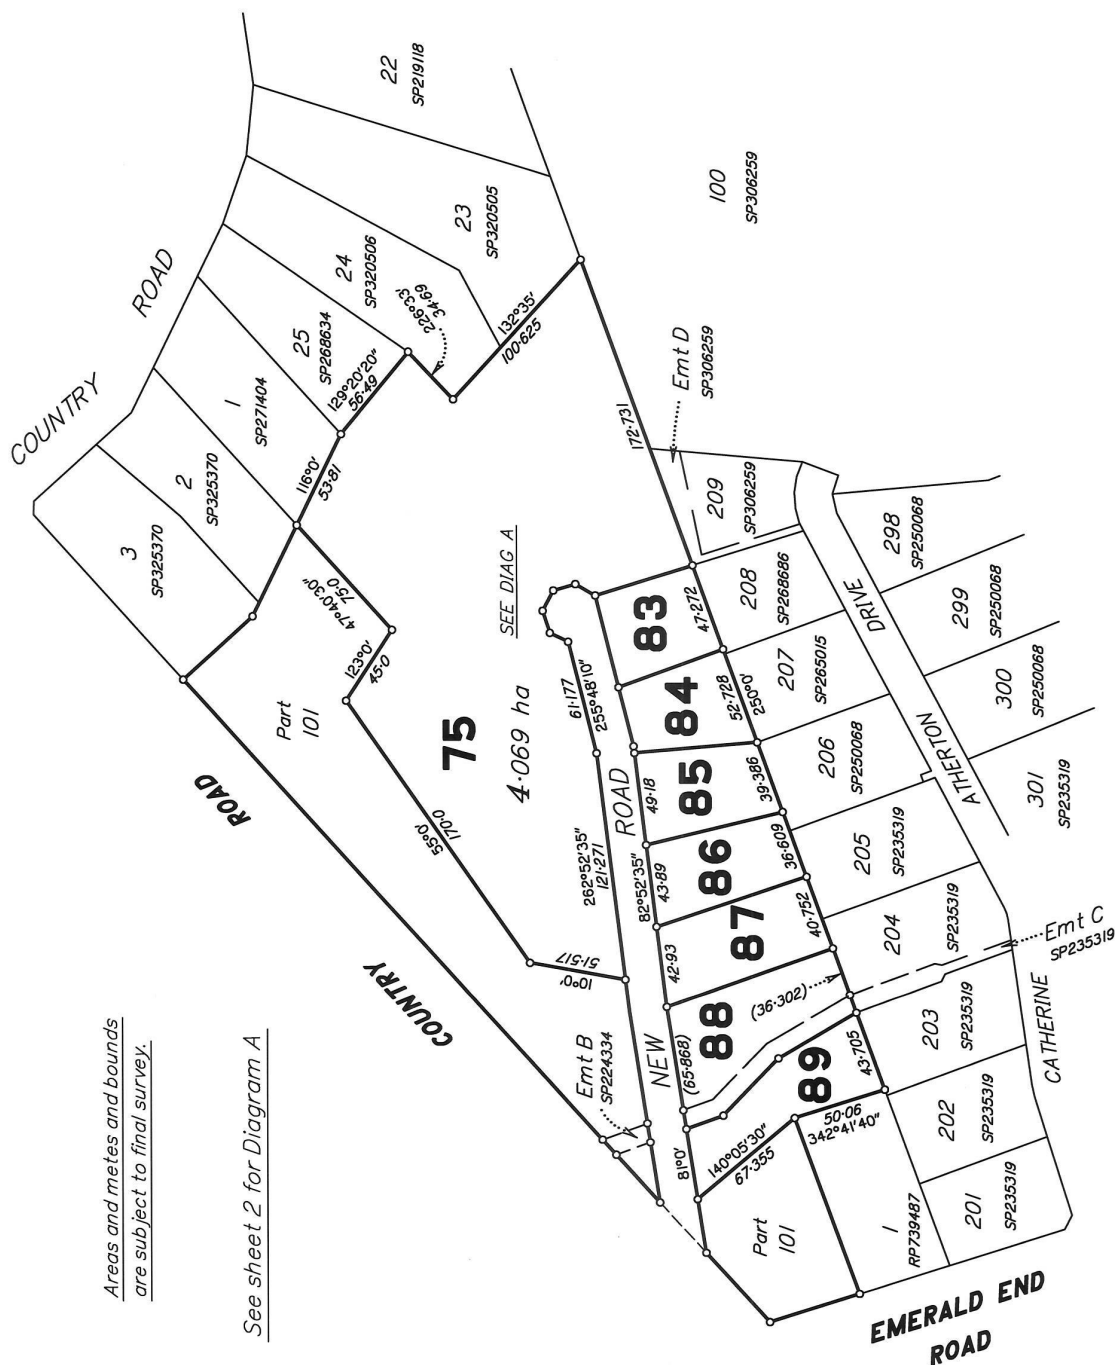 22
SP219118
100
SP306259
23
SP320505
24
SP320506
25
SP268634
1
SP271404
2
SP325370
3
SP325370
COUNTRY
ROAD
226°33'
34·69
132°35'
100·625
129°20'20"
56·49
116°0'
53·81
47°40'30"
75·0
123°0'
45·0
Part
101
ROAD
COUNTRY
55°0'
170·0
75
4·069 ha
SEE DIAG A
172·731
Emt D
SP306259
209
SP306259
298
SP250068
208
SP268686
DRIVE
299
SP250068
207
SP265015
300
SP250068
206
SP250068
ATHERTON
301
SP235319
205
SP235319
204
SP235319
Emt C
SP235319
203
SP235319
CATHERINE
202
SP235319
201
SP235319
1
RP739487
83
47·272
84
52·728
250°0'
85
39·386
86
36·609
87
40·752
88
(36·302)
89
43·705
61·177
255°48'10"
ROAD
49·18
262°52'35"
121·271
82°52'35"
43·89
42·93
10°0'
51·517
NEW
(65·868)
Emt B
SP224334
81°0'
140°05'30"
67·355
50·06
342°41'40"
Part
101
EMERALD END
ROAD
Areas and metes and bounds
are subject to final survey.
See sheet 2 for Diagram A